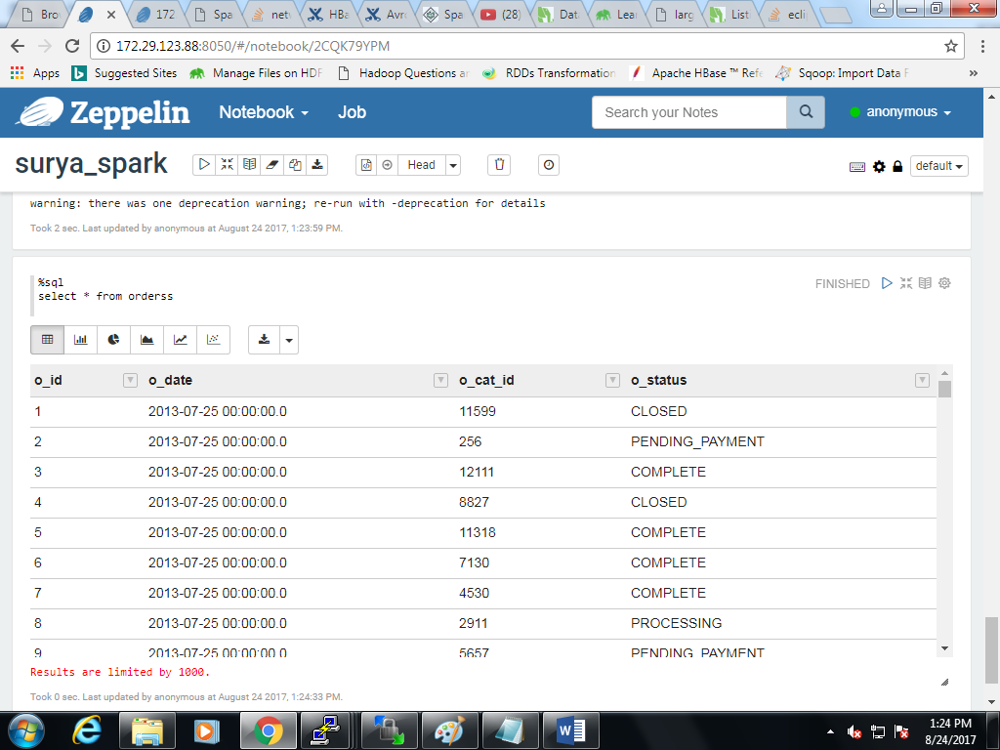 Bro
172
Spa
netv
HBa
Avro
Spa
(28)
Dat
Lea
larg
List
ecli
172.29.123.88:8050/#/notebook/2CQK79YPM
Apps Suggested Sites Manage Files on HDF Hadoop Questions an RDDs Transformation Apache HBase ™ Refe Sqoop: Import Data F »
Zeppelin Notebook Job Search your Notes anonymous
surya_spark Head default
warning: there was one deprecation warning; re-run with -deprecation for details
Took 2 sec. Last updated by anonymous at August 24 2017, 1:23:59 PM.
%sql
select * from orderss
FINISHED
o_id o_date o_cat_id o_status
1 2013-07-25 00:00:00.0 11599 CLOSED
2 2013-07-25 00:00:00.0 256 PENDING_PAYMENT
3 2013-07-25 00:00:00.0 12111 COMPLETE
4 2013-07-25 00:00:00.0 8827 CLOSED
5 2013-07-25 00:00:00.0 11318 COMPLETE
6 2013-07-25 00:00:00.0 7130 COMPLETE
7 2013-07-25 00:00:00.0 4530 COMPLETE
8 2013-07-25 00:00:00.0 2911 PROCESSING
9 2013-07-25 00:00:00.0 5657 PENDING_PAYMENT
Results are limited by 1000.
Took 0 sec. Last updated by anonymous at August 24 2017, 1:24:33 PM.
1:24 PM
8/24/2017